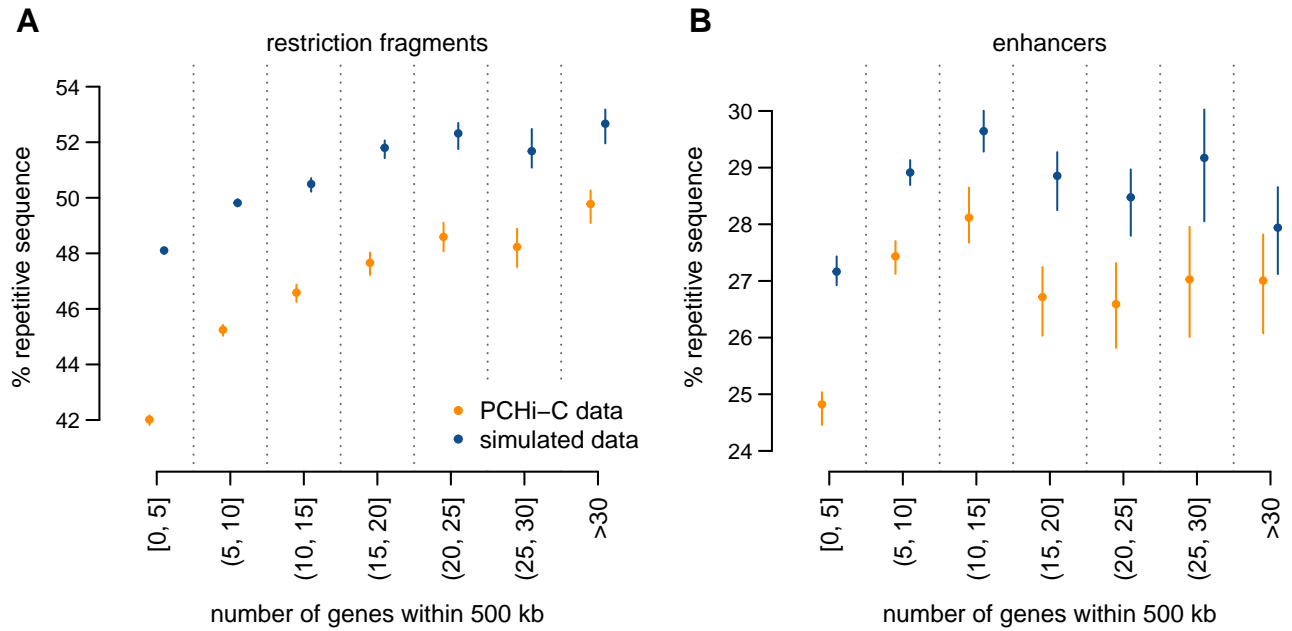 A
restriction fragments
% repetitive sequence
54
52
50
48
46
44
42
PCHi−C data
simulated data
[0, 5]
(5, 10]
(10, 15]
(15, 20]
(20, 25]
(25, 30]
>30
number of genes within 500 kb
B
enhancers
% repetitive sequence
30
29
28
27
26
25
24
[0, 5]
(5, 10]
(10, 15]
(15, 20]
(20, 25]
(25, 30]
>30
number of genes within 500 kb